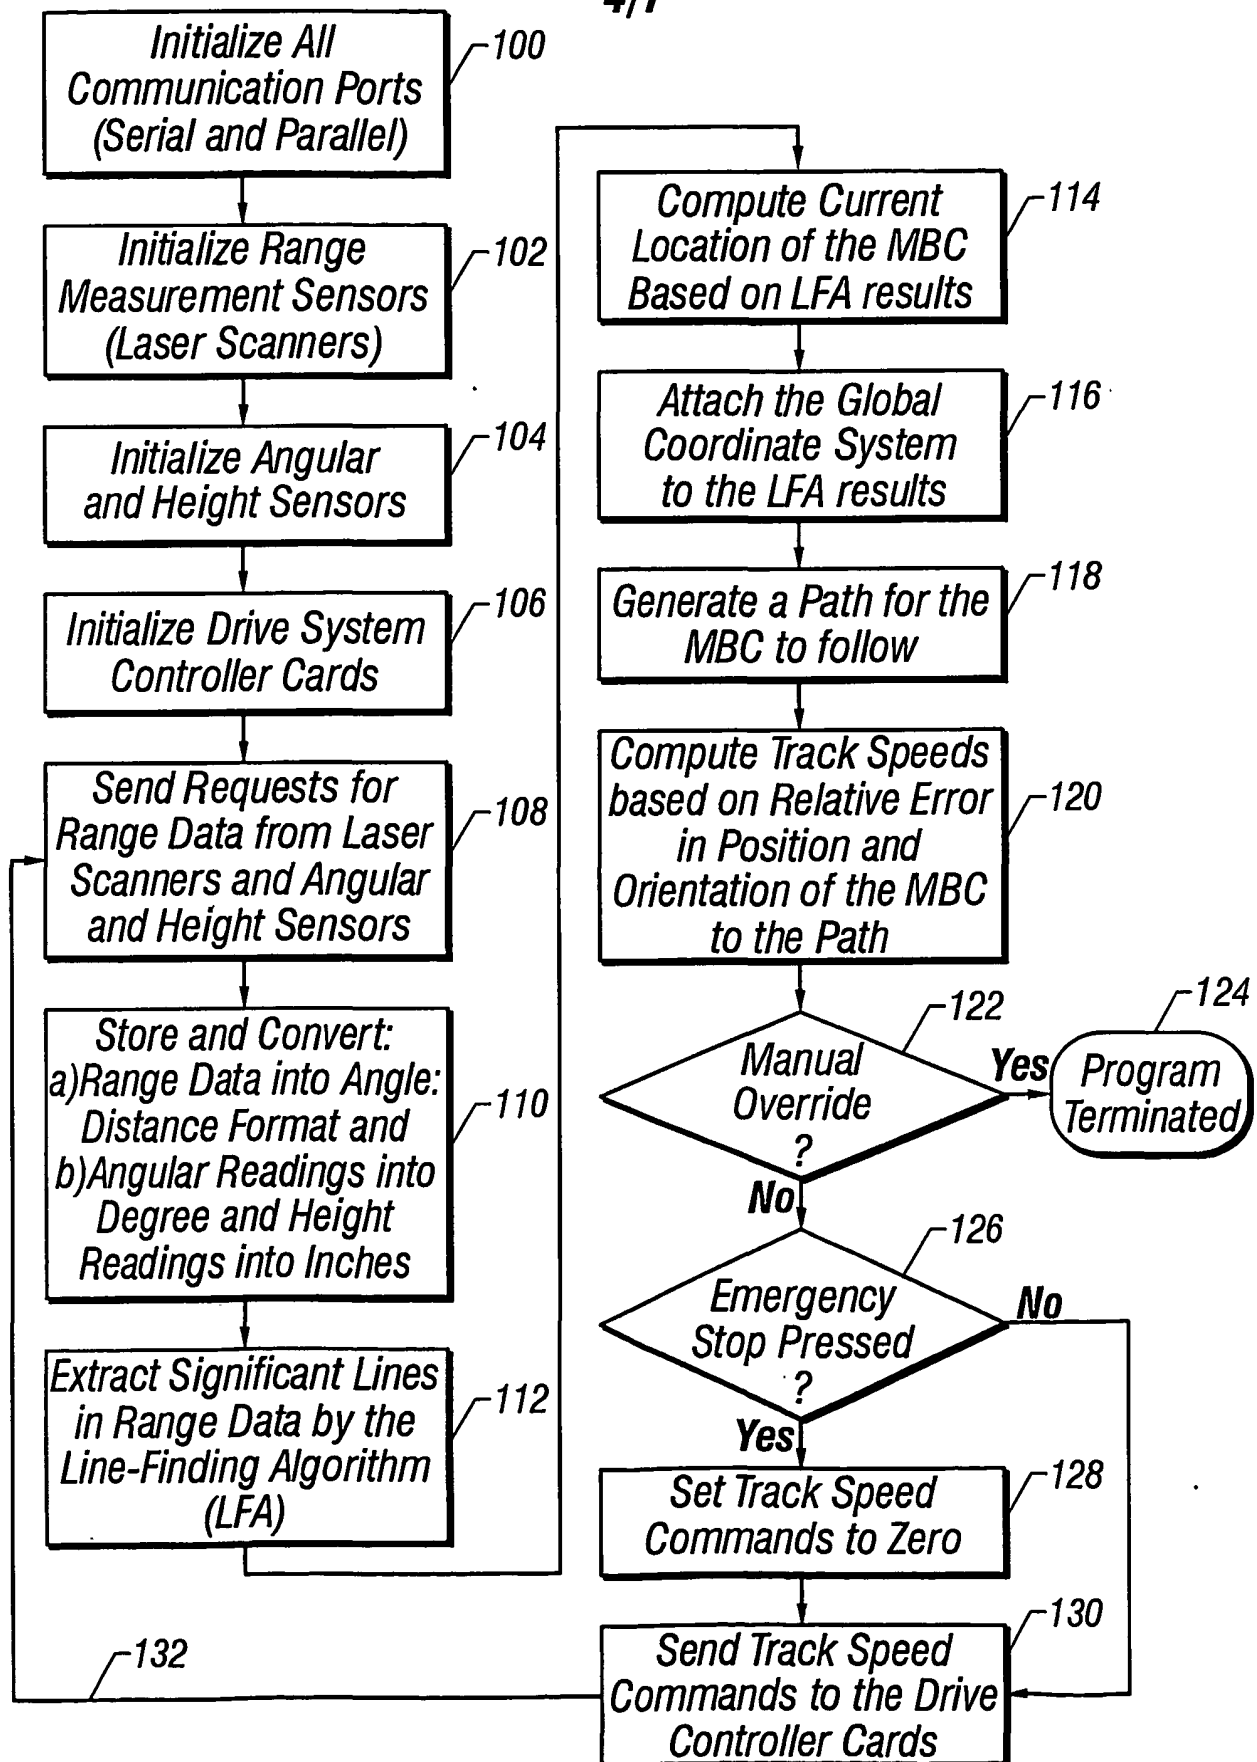 4/7
Initialize All
Communication Ports
(Serial and Parallel)
100
Initialize Range
Measurement Sensors
(Laser Scanners)
102
Initialize Angular
and Height Sensors
104
Initialize Drive System
Controller Cards
106
Send Requests for
Range Data from Laser
Scanners and Angular
and Height Sensors
108
Store and Convert:
a)Range Data into Angle:
Distance Format and
b)Angular Readings into
Degree and Height
Readings into Inches
110
Extract Significant Lines
in Range Data by the
Line-Finding Algorithm
(LFA)
112
Compute Current
Location of the MBC
Based on LFA results
114
Attach the Global
Coordinate System
to the LFA results
116
Generate a Path for the
MBC to follow
118
Compute Track Speeds
based on Relative Error
in Position and
Orientation of the MBC
to the Path
120
Manual
Override
?
122
Yes
Program
Terminated
124
No
Emergency
Stop Pressed
?
126
No
Yes
Set Track Speed
Commands to Zero
128
Send Track Speed
Commands to the Drive
Controller Cards
130
132